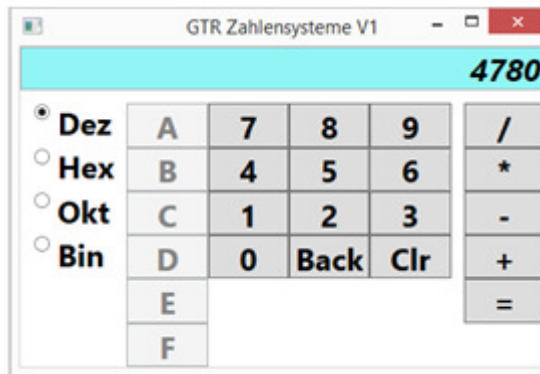 GTR Zahlensysteme V1
4780
Dez A 7 8 9 /
Hex B 4 5 6 *
Okt C 1 2 3 -
Bin D 0 Back Clr +
E =
F